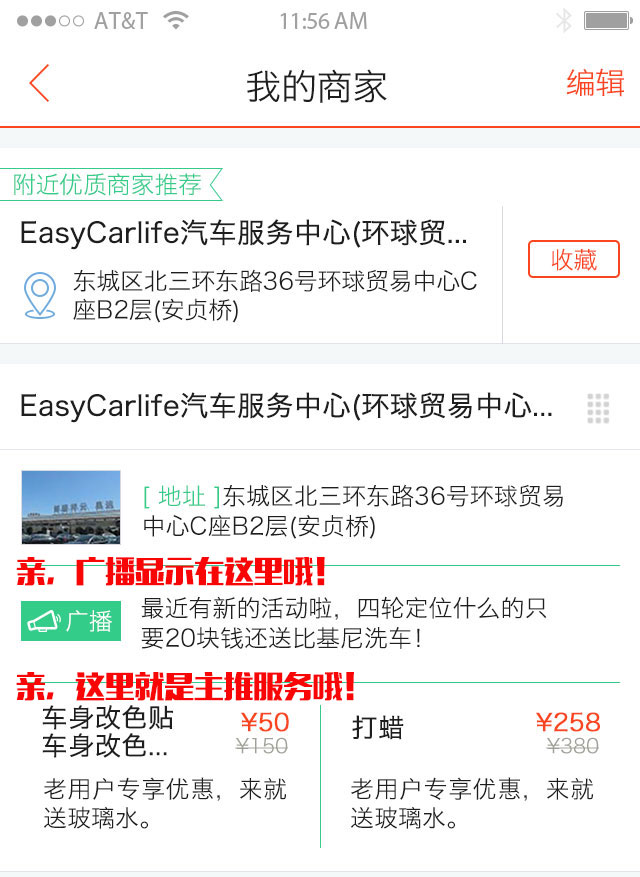 AT&T 11:56 AM
我的商家 编辑
附近优质商家推荐
EasyCarlife汽车服务中心(环球贸...
收藏
东城区北三环东路36号环球贸易中心C
座B2层(安贞桥)
EasyCarlife汽车服务中心(环球贸易中心...
[ 地址 ]东城区北三环东路36号环球贸易
中心C座B2层(安贞桥)
亲，广播显示在这里哦！
广播
最近有新的活动啦，四轮定位什么的只
要20块钱还送比基尼洗车！
亲，这里就是主推服务哦！
车身改色贴 ¥50
车身改色... ¥150
老用户专享优惠，来就
送玻璃水。
打蜡 ¥258
¥380
老用户专享优惠，来就
送玻璃水。